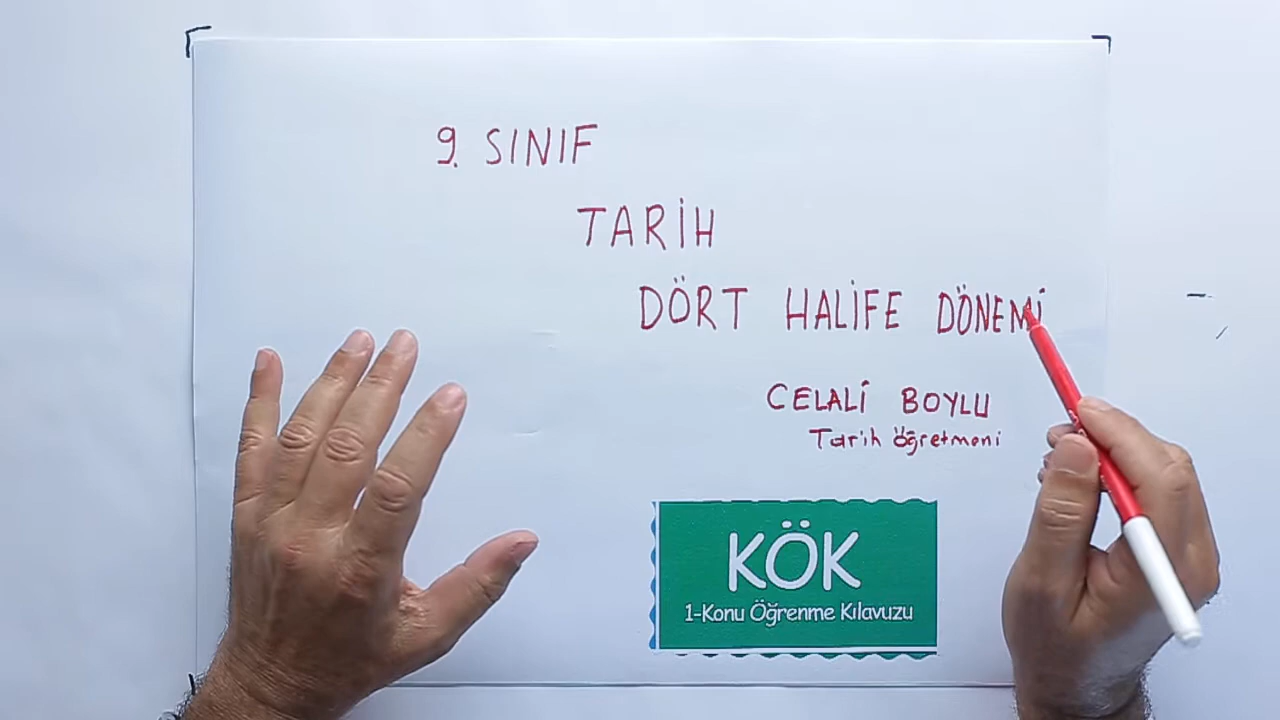 9. SINIF
TARİH
DÖRT HALİFE DÖNEMİ
CELALİ BOYLU
Tarih öğretmeni
KÖK
1-Konu Öğrenme Kılavuzu